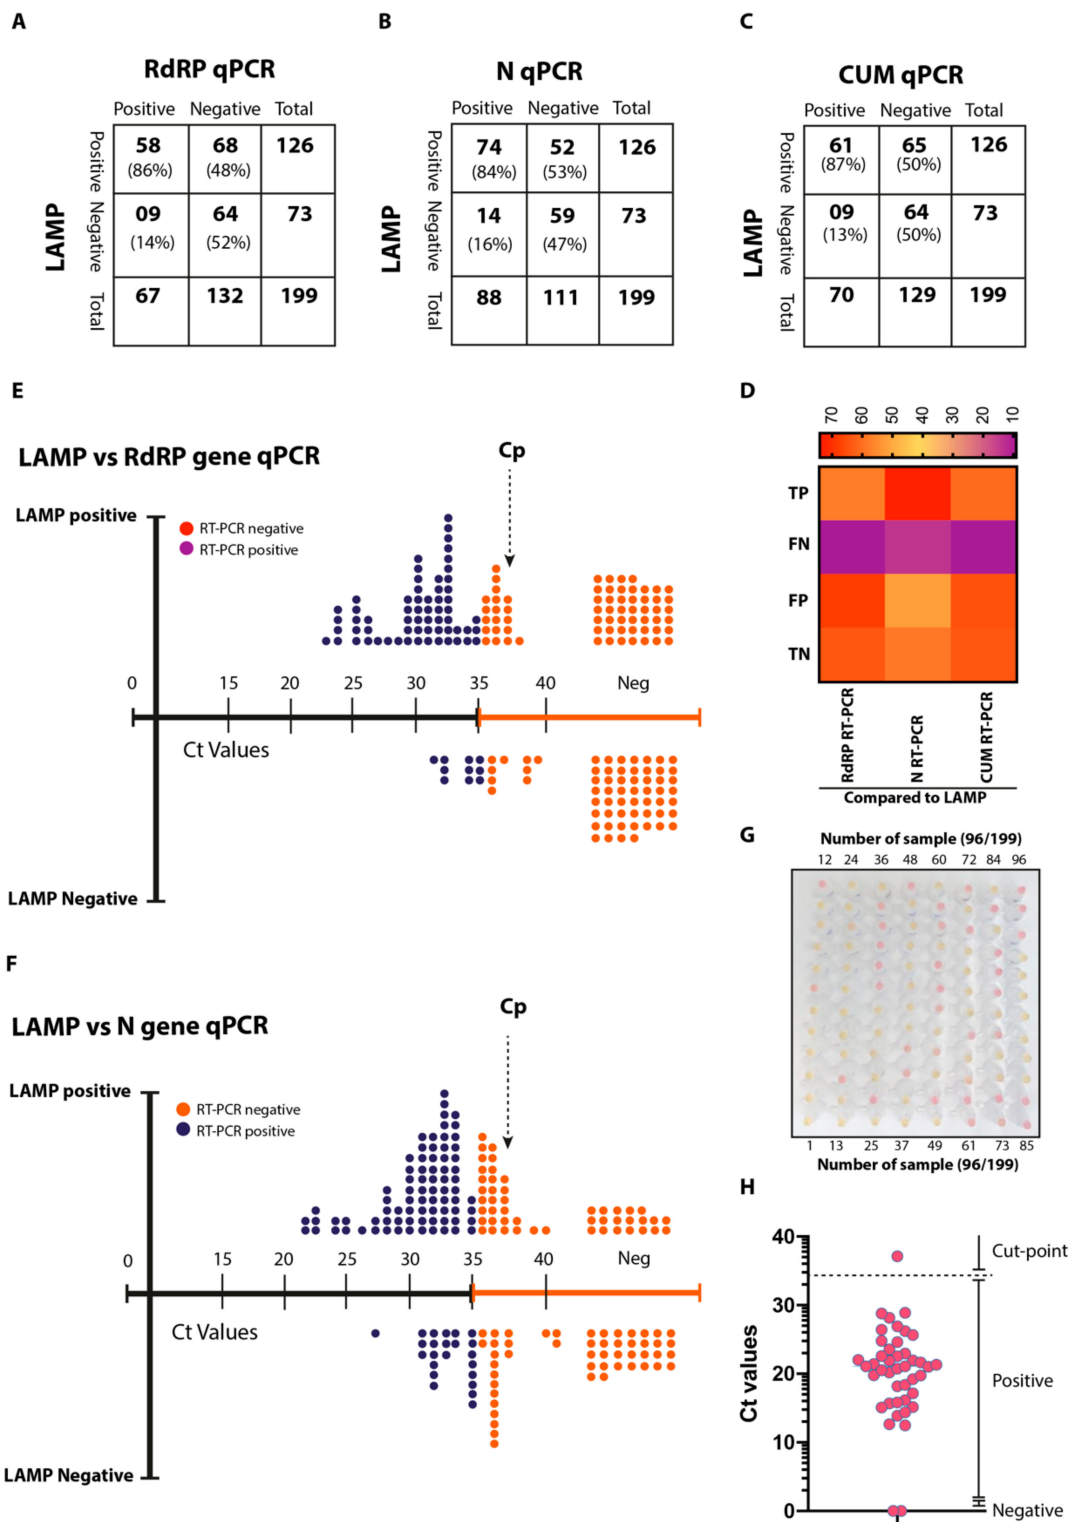 A
B
C
RdRP qPCR
N qPCR
CUM qPCR
Positive Negative Total
Positive Negative Total
Positive Negative Total
LAMP
Positive
58 68 126
(86%) (48%)
Negative
09 64 73
(14%) (52%)
Total
67 132 199
LAMP
Positive
74 52 126
(84%) (53%)
Negative
14 59 73
(16%) (47%)
Total
88 111 199
LAMP
Positive
61 65 126
(87%) (50%)
Negative
09 64 73
(13%) (50%)
Total
70 129 199
E
LAMP vs RdRP gene qPCR
Cp
LAMP positive
RT-PCR negative
RT-PCR positive
0 15 20 25 30 35 40 Neg
Ct Values
LAMP Negative
D
70 60 50 40 30 20 10
TP
FN
FP
TN
RdRP RT-PCR
N RT-PCR
CUM RT-PCR
Compared to LAMP
F
LAMP vs N gene qPCR
Cp
LAMP positive
RT-PCR negative
RT-PCR positive
0 15 20 25 30 35 40 Neg
Ct Values
LAMP Negative
G
Number of sample (96/199)
12 24 36 48 60 72 84 96
1 13 25 37 49 61 73 85
Number of sample (96/199)
H
Ct values
40
30
20
10
0
Cut-point
Positive
Negative